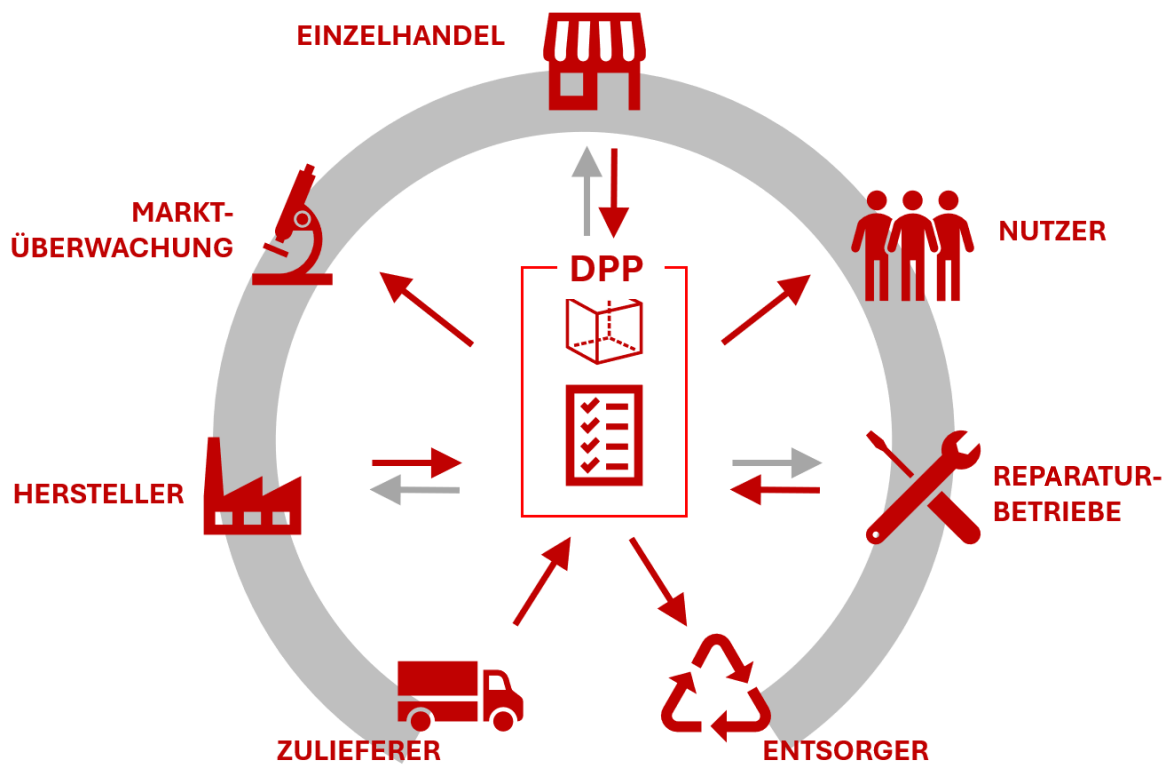 EINZELHANDEL
MARKT-
ÜBERWACHUNG
NUTZER
DPP
HERSTELLER
REPARATUR-
BETRIEBE
ZULIEFERER
ENTSORGER